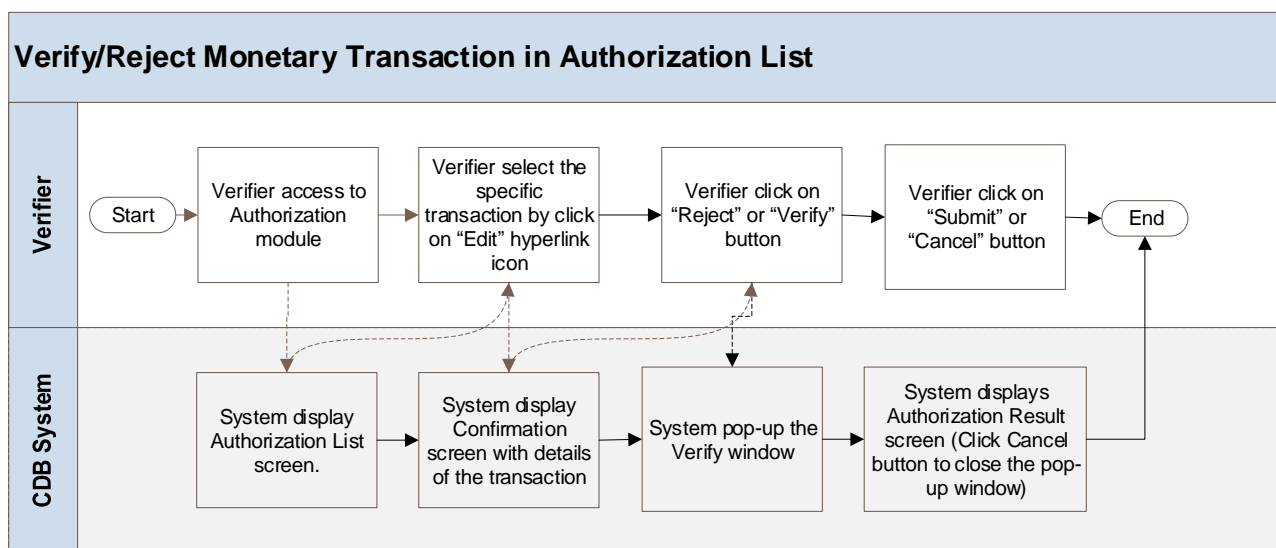 Verify/Reject Monetary Transaction in Authorization List
Verifier
Start
Verifier access to
Authorization
module
Verifier select the
specific
transaction by click
on “Edit” hyperlink
icon
Verifier click on
“Reject” or “Verify”
button
Verifier click on
“Submit” or
“Cancel” button
End
CDB System
System display
Authorization List
screen.
System display
Confirmation
screen with details
of the transaction
System pop-up the
Verify window
System displays
Authorization Result
screen (Click Cancel
button to close the pop-
up window)